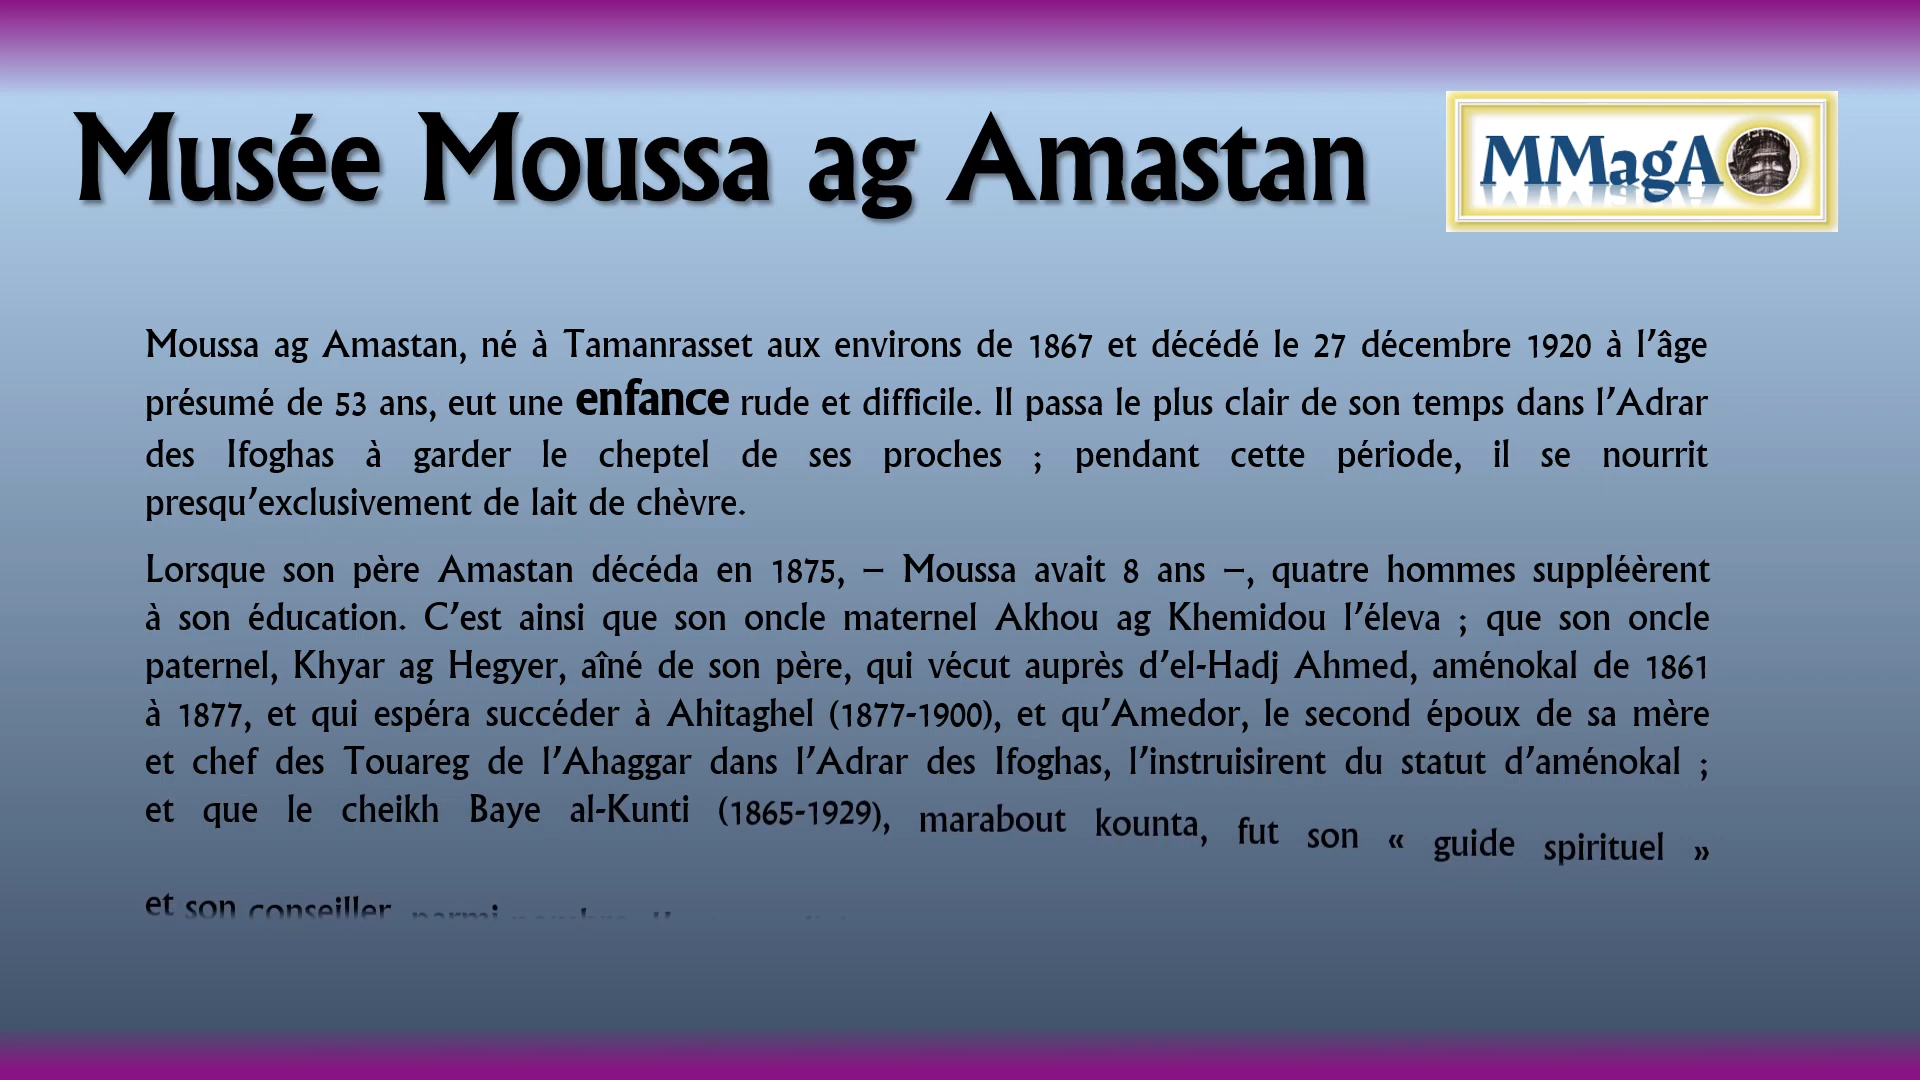 Musée Moussa ag Amastan
MMagA
Moussa ag Amastan, né à Tamanrasset aux environs de 1867 et décédé le 27 décembre 1920 à l’âge
présumé de 53 ans, eut une enfance rude et difficile. Il passa le plus clair de son temps dans l’Adrar
des Ifoghas à garder le cheptel de ses proches ; pendant cette période, il se nourrit
presqu’exclusivement de lait de chèvre.
Lorsque son père Amastan décéda en 1875, – Moussa avait 8 ans –, quatre hommes suppléèrent
à son éducation. C’est ainsi que son oncle maternel Akhou ag Khemidou l’éleva ; que son oncle
paternel, Khyar ag Hegyer, aîné de son père, qui vécut auprès d’el-Hadj Ahmed, aménokal de 1861
à 1877, et qui espéra succéder à Ahitaghel (1877-1900), et qu’Amedor, le second époux de sa mère
et chef des Touareg de l’Ahaggar dans l’Adrar des Ifoghas, l’instruisirent du statut d’aménokal ;
et que le cheikh Baye al-Kunti (1865-1929), marabout kounta, fut son « guide spirituel »
et son conseiller